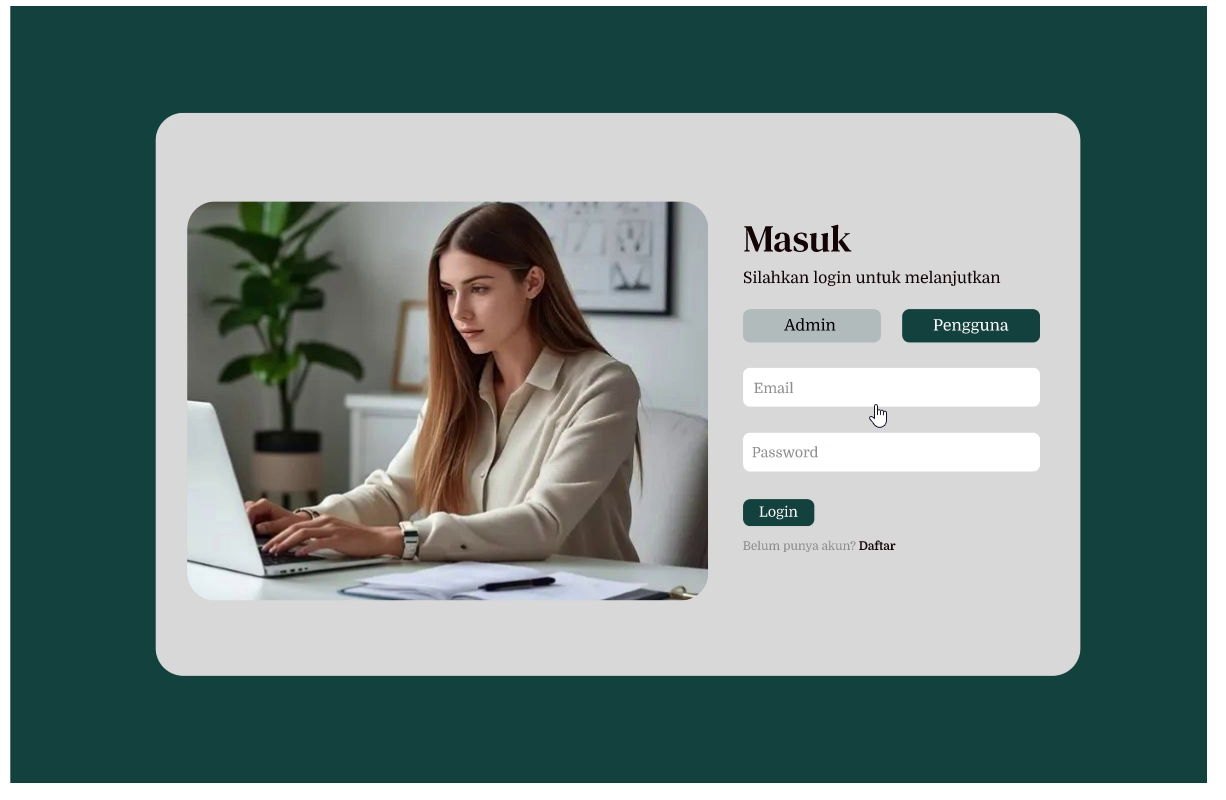 Masuk
Silahkan login untuk melanjutkan
Admin Pengguna
Email
Password
Login
Belum punya akun? Daftar